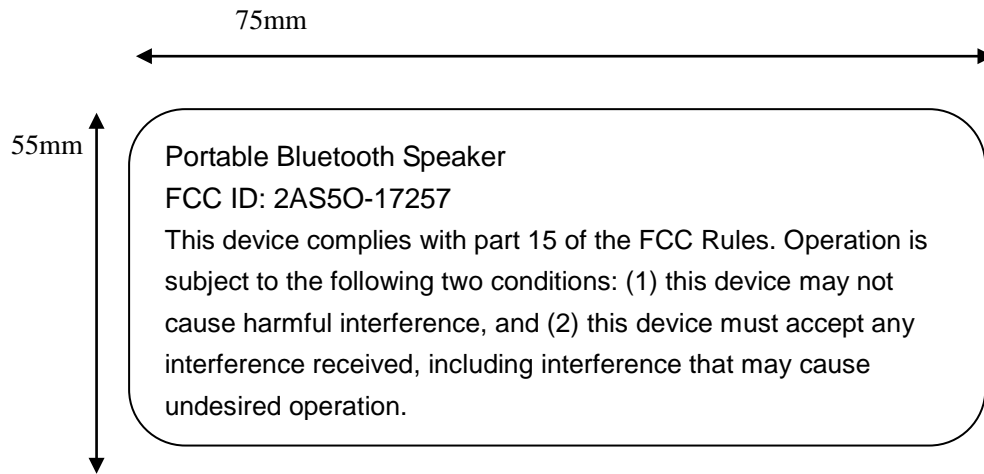 75mm
55mm
Portable Bluetooth Speaker
FCC ID: 2AS5O-17257
This device complies with part 15 of the FCC Rules. Operation is
subject to the following two conditions: (1) this device may not
cause harmful interference, and (2) this device must accept any
interference received, including interference that may cause
undesired operation.